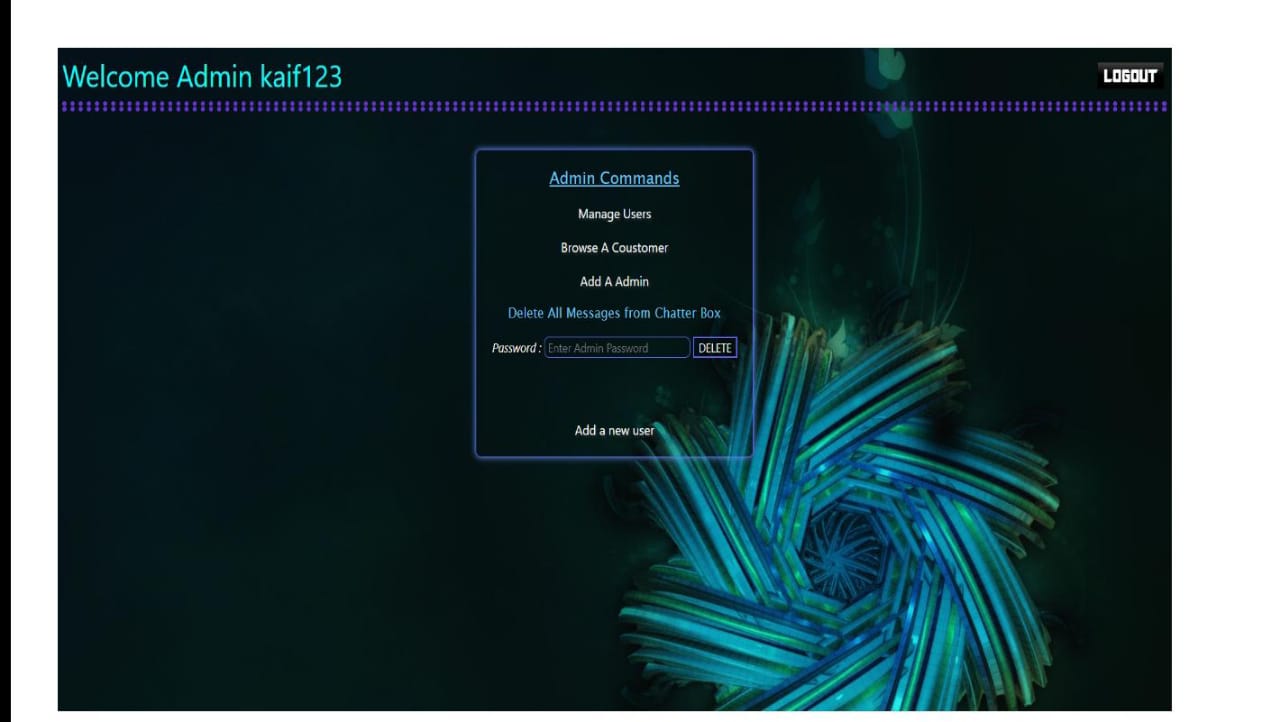 Welcome Admin kaif123
LOGOUT
Admin Commands
Manage Users
Browse A Coustomer
Add A Admin
Delete All Messages from Chatter Box
Password : Enter Admin Password DELETE
Add a new user